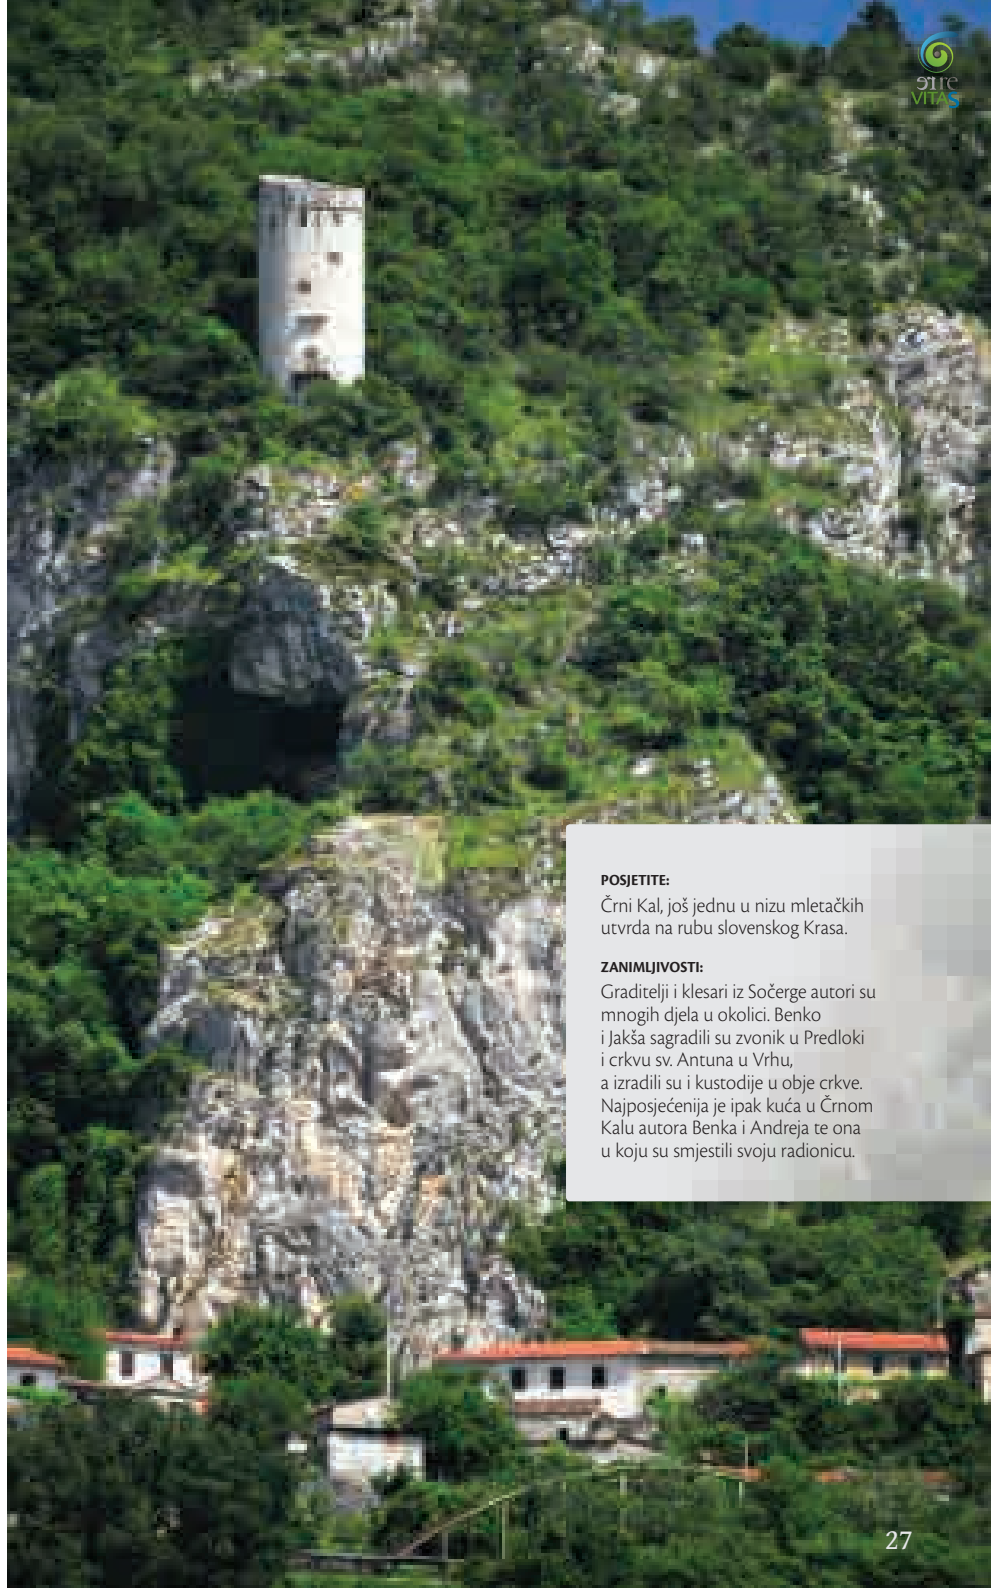 VITAS
POSJETITE:
Črni Kal, još jednu u nizu mletačkih
utvrda na rubu slovenskog Krasa.
ZANIMLJIVOSTI:
Graditelji i klesari iz Sočerge autori su
mnogih djela u okolici. Benko
i Jakša sagradili su zvonik u Predloki
i crkvu sv. Antuna u Vrhu,
a izradili su i kustodije u obje crkve.
Najposjećenija je ipak kuća u Črnom
Kalu autora Benka i Andreja te ona
u koju su smjestili svoju radionicu.
27